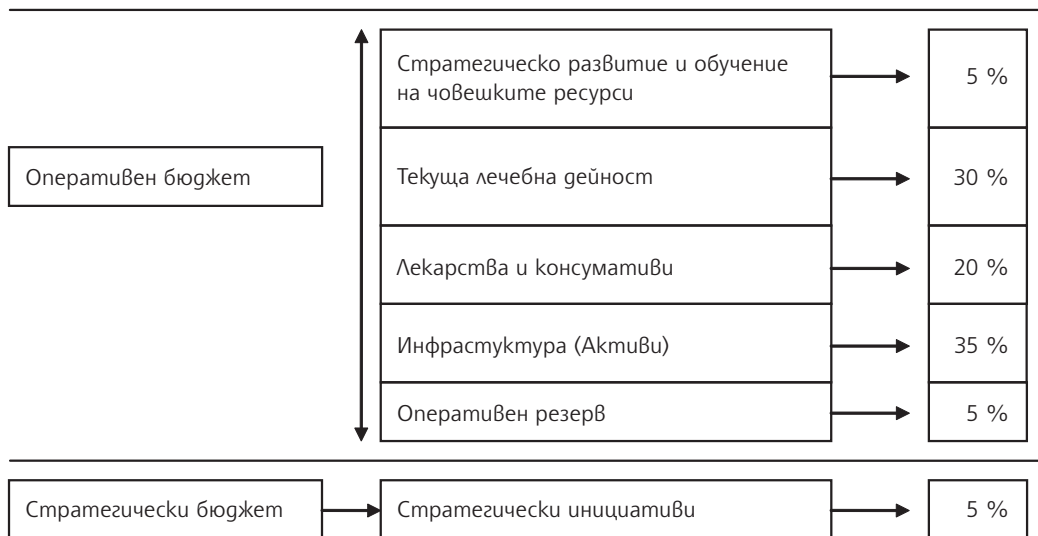 Стратегическо развитие и обучение
на човешките ресурси
5 %
Оперативен бюджет
Текуща лечебна дейност
30 %
Лекарства и консумативи
20 %
Инфрастуктура (Активи)
35 %
Оперативен резерв
5 %
Стратегически бюджет
Стратегически инициативи
5 %